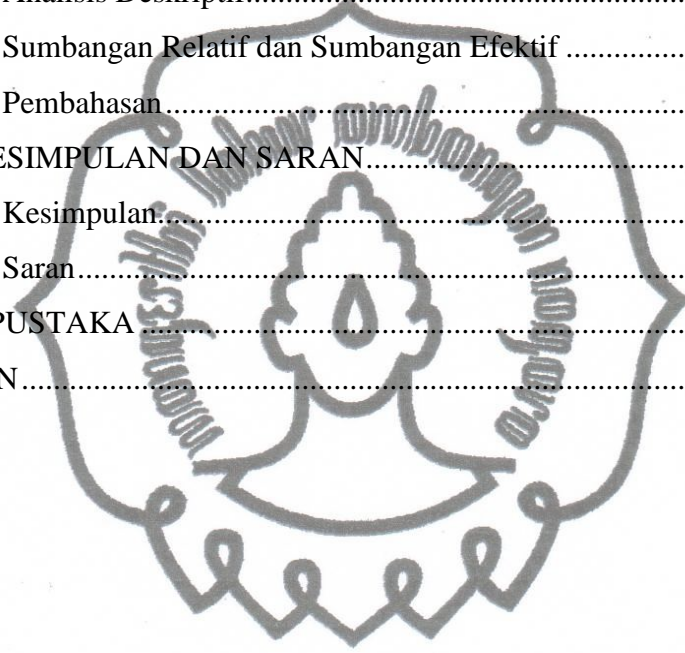 Analisis Deskriptif................................................
Sumbangan Relatif dan Sumbangan Efektif ...............
Pembahasan.................................................................
ESIMPULAN DAN SARAN........................................
Kesimpulan..................................................................
Saran............................................................................
PUSTAKA ....................................................................
N...................................................................................